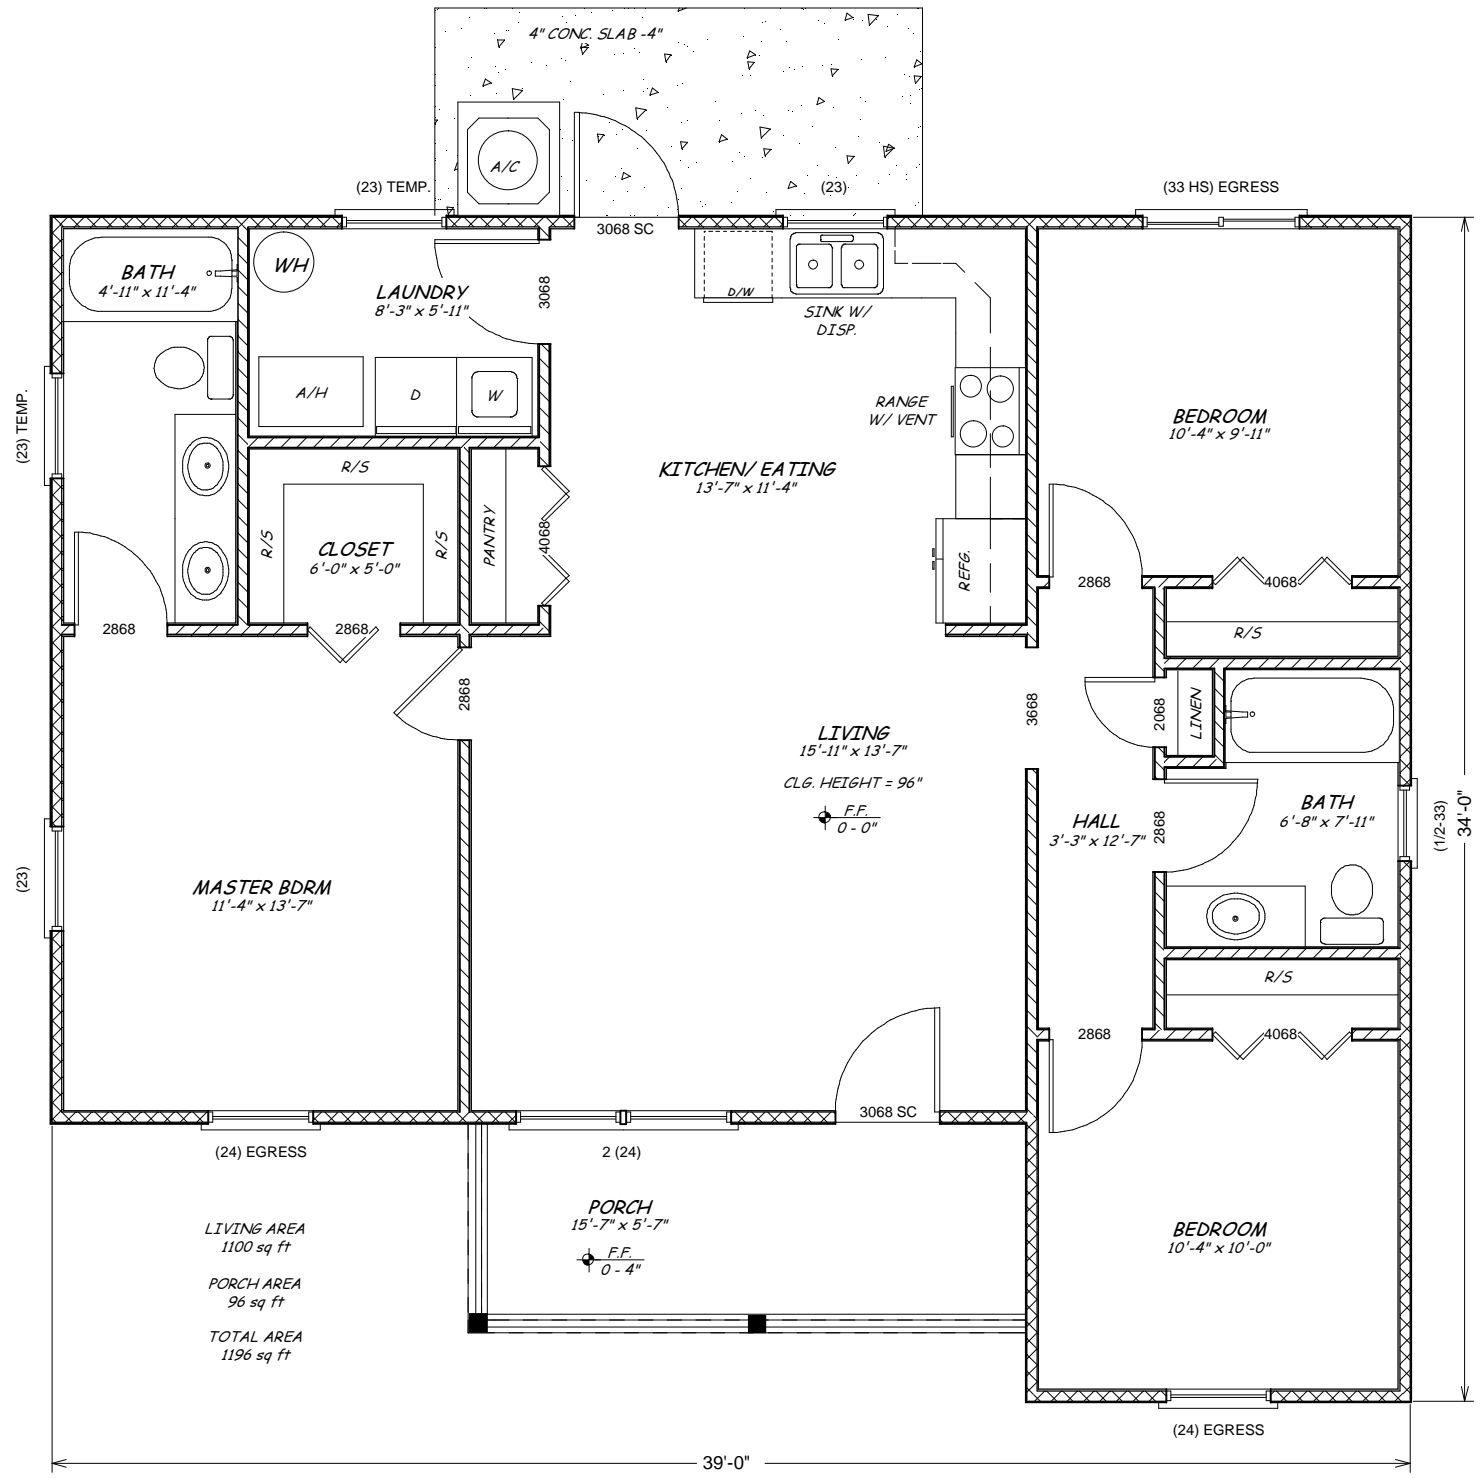 4" CONC. SLAB -4"
A/C
(23) TEMP.
(23)
(33 HS) EGRESS
3068 SC
BATH
4'-11" x 11'-4"
WH
LAUNDRY
8'-3" x 5'-11"
3068
D/W
SINK W/
DISP.
A/H
D
W
RANGE
W/ VENT
BEDROOM
10'-4" x 9'-11"
(23) TEMP.
R/S
R/S
R/S
CLOSET
6'-0" x 5'-0"
PANTRY
4068
KITCHEN/ EATING
13'-7" x 11'-4"
REFG.
2868
4068
2868
2868
R/S
2868
3668
2068
LINEN
LIVING
15'-11" x 13'-7"
CLG. HEIGHT = 96"
F.F.
0 - 0"
HALL
3'-3" x 12'-7"
2868
BATH
6'-8" x 7'-11"
(1/2-33)
34'-0"
(23)
MASTER BDRM
11'-4" x 13'-7"
R/S
2868
4068
3068 SC
(24) EGRESS
2 (24)
PORCH
15'-7" x 5'-7"
F.F.
0 - 4"
BEDROOM
10'-4" x 10'-0"
LIVING AREA
1100 sq ft
PORCH AREA
96 sq ft
TOTAL AREA
1196 sq ft
(24) EGRESS
39'-0"